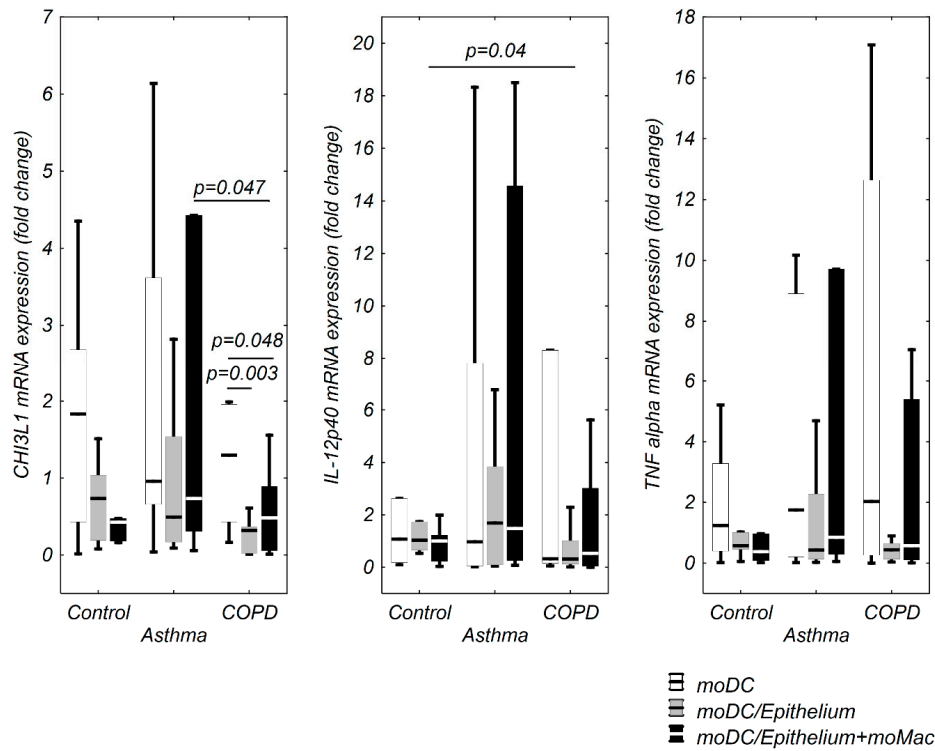 CHI3L1 mRNA expression (fold change)
7
6
5
4
3
2
1
0
p=0.047
p=0.048
p=0.003
Control
Asthma
COPD
IL-12p40 mRNA expression (fold change)
20
18
16
14
12
10
8
6
4
2
0
p=0.04
Control
Asthma
COPD
TNF alpha mRNA expression (fold change)
18
16
14
12
10
8
6
4
2
0
Control
Asthma
COPD
moDC
moDC/Epithelium
moDC/Epithelium+moMac